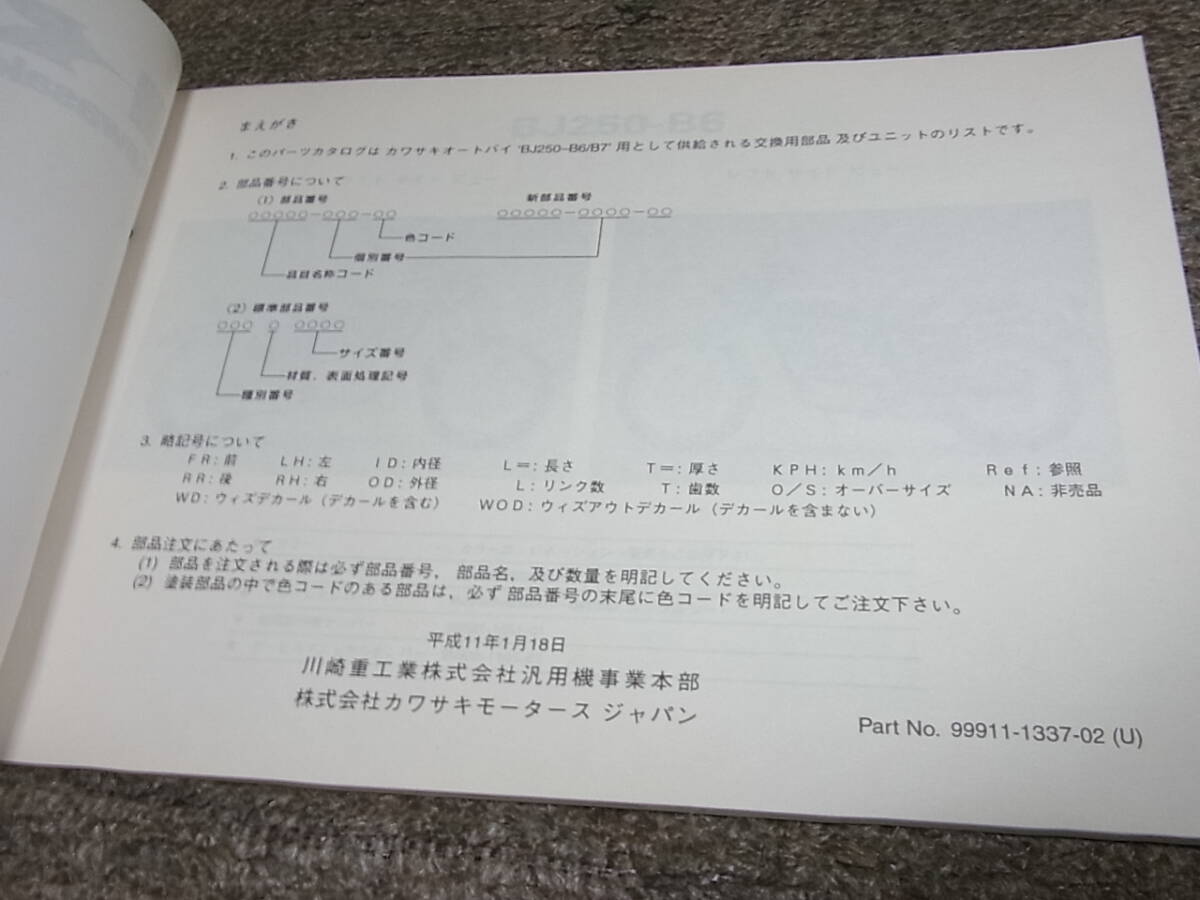 まえがき
1. このパーツカタログは カワサキオートバイ 'BJ250-B6/B7' 用として供給される交換用部品 及びユニットのリストです。
2. 部品番号について
(1) 部品番号 新部品番号
○○○○○-○○○-○○ ○○○○○-○○○○-○○
色コード
個別番号
品目名称コード
(2) 標準部品番号
○○○ ○ ○○○○
サイズ番号
材質、表面処理記号
種別番号
3. 略記号について
FR:前 LH:左 ID:内径 L=:長さ T=:厚さ KPH:km/h Ref:参照
RR:後 RH:右 OD:外径 L:リンク数 T:歯数 O/S:オーバーサイズ NA:非売品
WD:ウィズデカール(デカールを含む) WOD:ウィズアウトデカール(デカールを含まない)
4. 部品注文にあたって
(1) 部品を注文される際は必ず部品番号、部品名、及び数量を明記してください。
(2) 塗装部品の中で色コードのある部品は、必ず 部品番号の末尾に色コードを明記してご注文下さい。
平成11年1月18日
川崎重工業株式会社汎用機事業本部
株式会社カワサキモータース ジャパン
Part No. 99911-1337-02 (U)
BJ250-B6